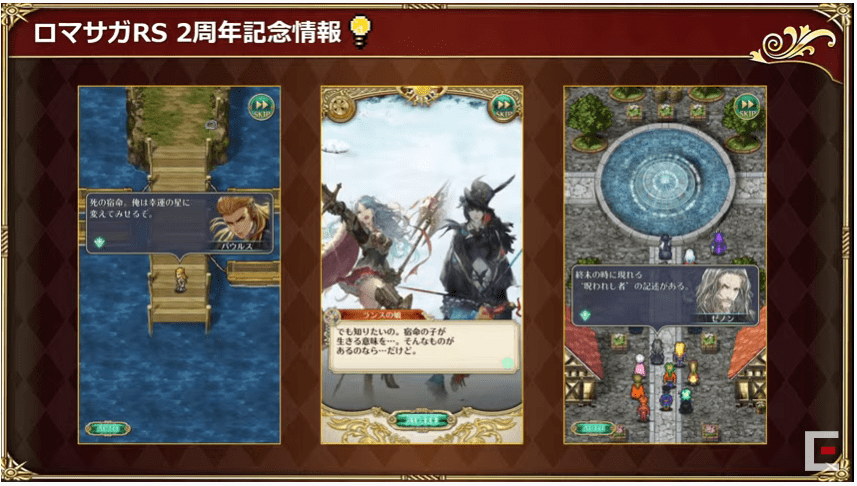 ロマサガRS 2周年記念情報
SKIP
死の宿命。俺は幸運の星に
変えてみせるぞ。
パウルス
SKIP
ランスの娘
でも知りたいの。宿命の子が
生きる意味を…。そんなものが
あるのなら…だけど。
SKIP
終末の時に現れる
"呪われし者"の記述がある。
ゼノン